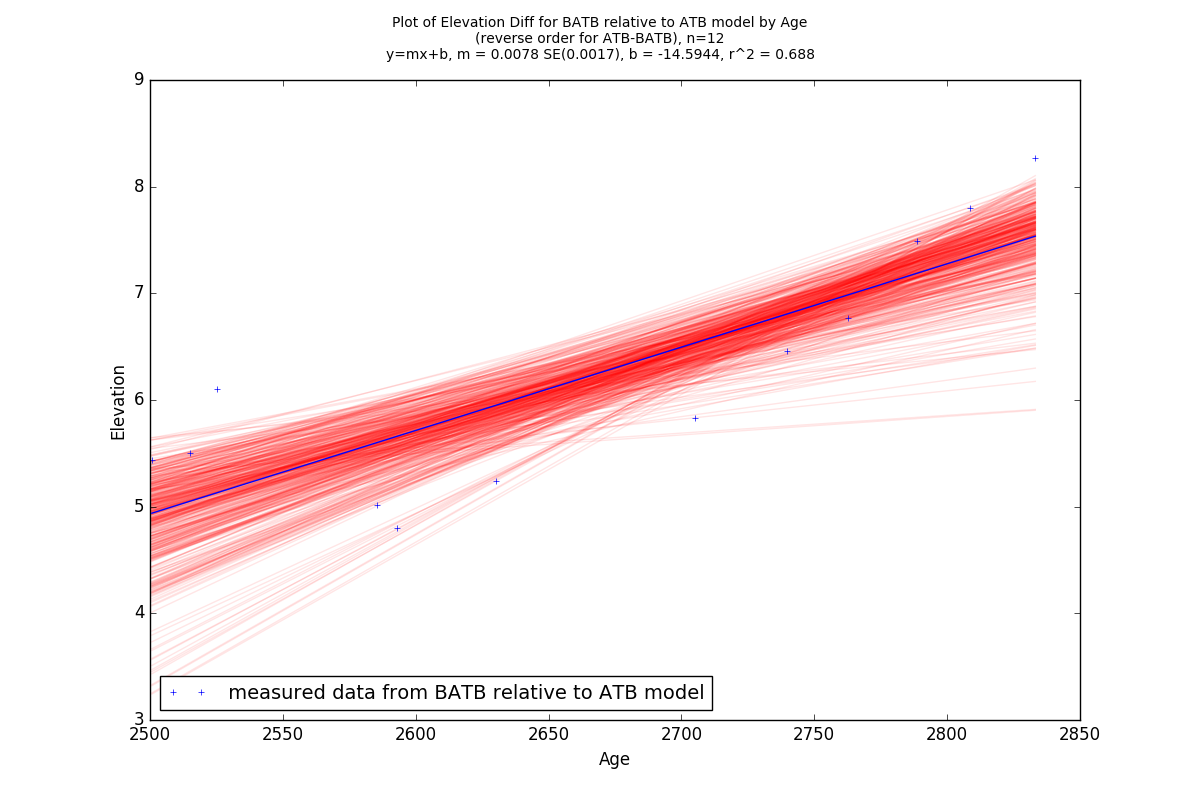 Plot of Elevation Diff for BATB relative to ATB model by Age
(reverse order for ATB-BATB), n=12
y=mx+b, m = 0.0078 SE(0.0017), b = -14.5944, r^2 = 0.688
9
8
7
6
5
4
3
Elevation
measured data from BATB relative to ATB model
2500 2550 2600 2650 2700 2750 2800 2850
Age